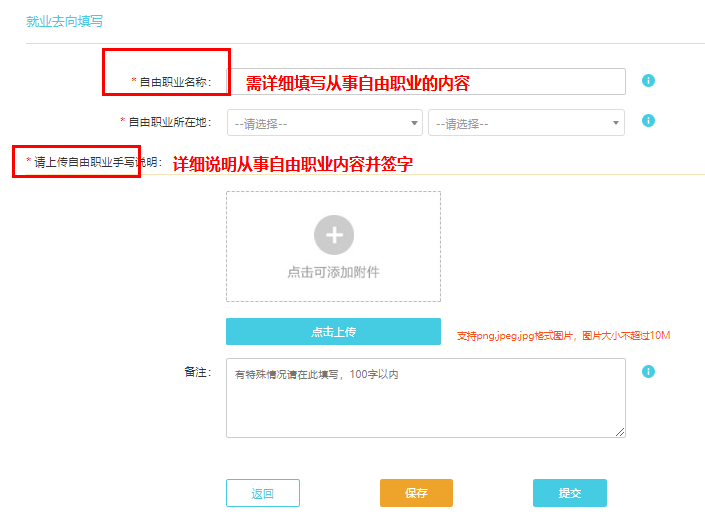 就业去向填写
* 自由职业名称： 需详细填写从事自由职业的内容
* 自由职业所在地： --请选择-- --请选择--
* 请上传自由职业手写说明： 详细说明从事自由职业内容并签字
点击可添加附件
点击上传 支持png,jpeg,jpg格式图片，图片大小不超过10M
备注： 有特殊情况请在此填写，100字以内
返回 保存 提交